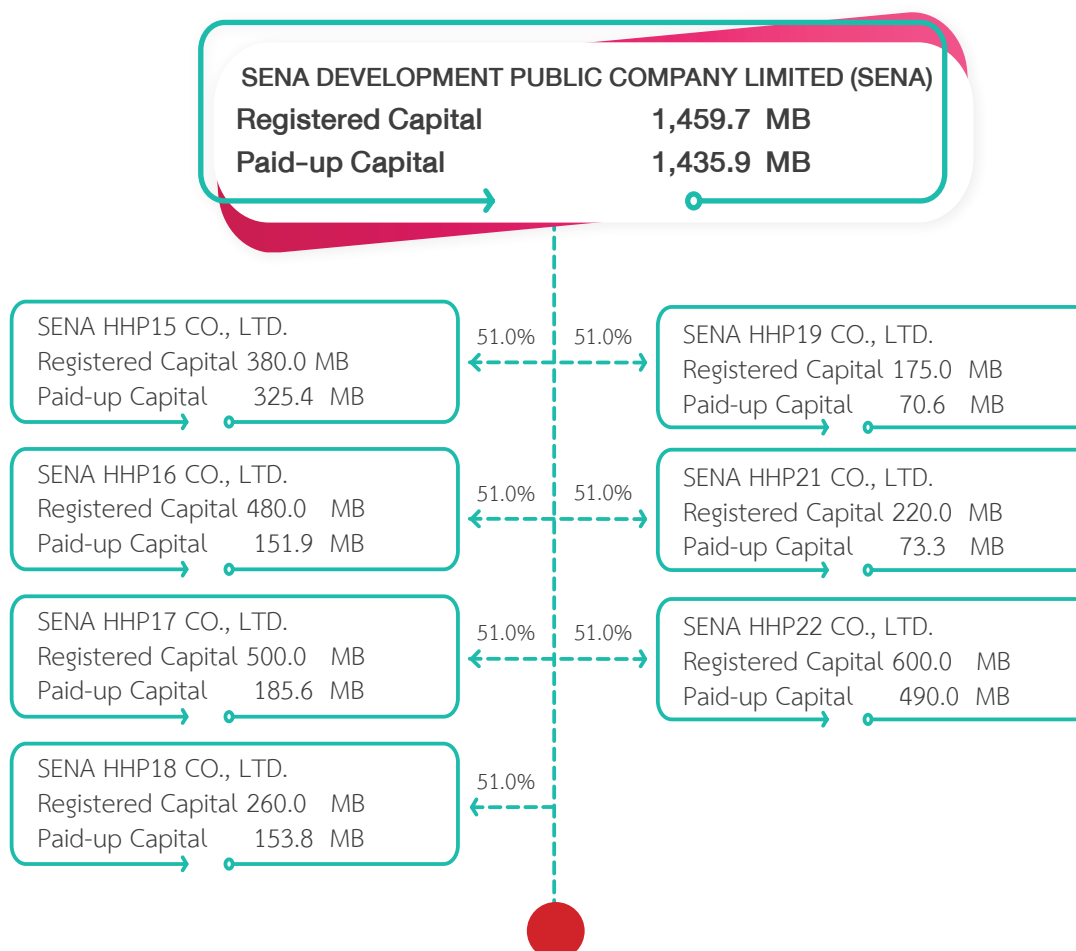 SENA DEVELOPMENT PUBLIC COMPANY LIMITED (SENA)
Registered Capital 1,459.7 MB
Paid-up Capital 1,435.9 MB
SENA HHP15 CO., LTD.
Registered Capital 380.0 MB
Paid-up Capital 325.4 MB
51.0%
51.0%
SENA HHP19 CO., LTD.
Registered Capital 175.0 MB
Paid-up Capital 70.6 MB
SENA HHP16 CO., LTD.
Registered Capital 480.0 MB
Paid-up Capital 151.9 MB
51.0%
51.0%
SENA HHP21 CO., LTD.
Registered Capital 220.0 MB
Paid-up Capital 73.3 MB
SENA HHP17 CO., LTD.
Registered Capital 500.0 MB
Paid-up Capital 185.6 MB
51.0%
51.0%
SENA HHP22 CO., LTD.
Registered Capital 600.0 MB
Paid-up Capital 490.0 MB
SENA HHP18 CO., LTD.
Registered Capital 260.0 MB
Paid-up Capital 153.8 MB
51.0%